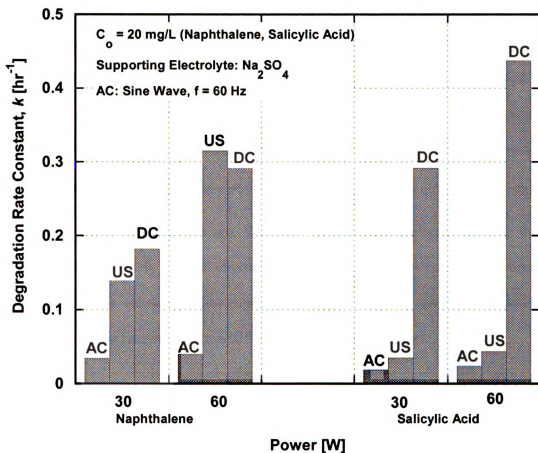 Degradation Rate Constant, k [hr⁻¹]
0.5
0.4
0.3
0.2
0.1
0
C₀ = 20 mg/L (Naphthalene, Salicylic Acid)
Supporting Electrolyte: Na₂SO₄
AC: Sine Wave, f = 60 Hz
AC
US
DC
AC
US
DC
AC
US
DC
AC
US
DC
30
60
30
60
Naphthalene
Salicylic Acid
Power [W]